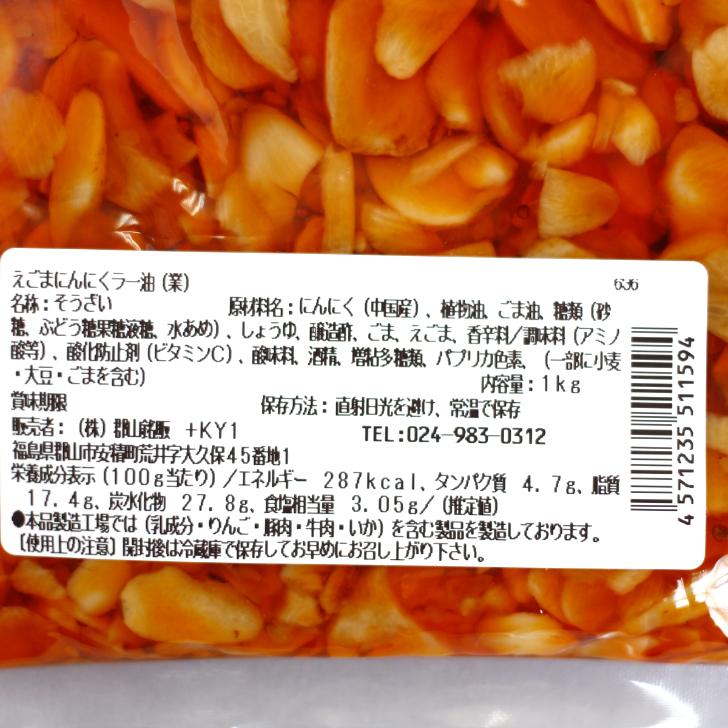 えごまにんにくラー油（業） 636
名称：そうざい 原材料名：にんにく（中国産）、植物油、ごま油、糖類（砂
糖、ぶどう糖果糖液糖、水あめ）、しょうゆ、醸造酢、ごま、えごま、香辛料／調味料（アミノ
酸等）、酸化防止剤（ビタミンC）、酸味料、酒精、増粘多糖類、パプリカ色素、（一部に小麦
・大豆・ごまを含む） 内容量：1kg
賞味期限 保存方法：直射日光を避け、常温で保存
販売者：（株）郡山銘販 +KY1 TEL:024-983-0312
福島県郡山市安積町荒井字大久保45番地1
栄養成分表示（100g当たり）／エネルギー 287kcal、タンパク質 4.7g、脂質
17.4g、炭水化物 27.8g、食塩相当量 3.05g/（推定値）
●本品製造工場では（乳成分・りんご・豚肉・牛肉・いか）を含む製品を製造しております。
【使用上の注意】開封後は冷蔵庫で保存してお早めにお召し上がり下さい。
4571235511594